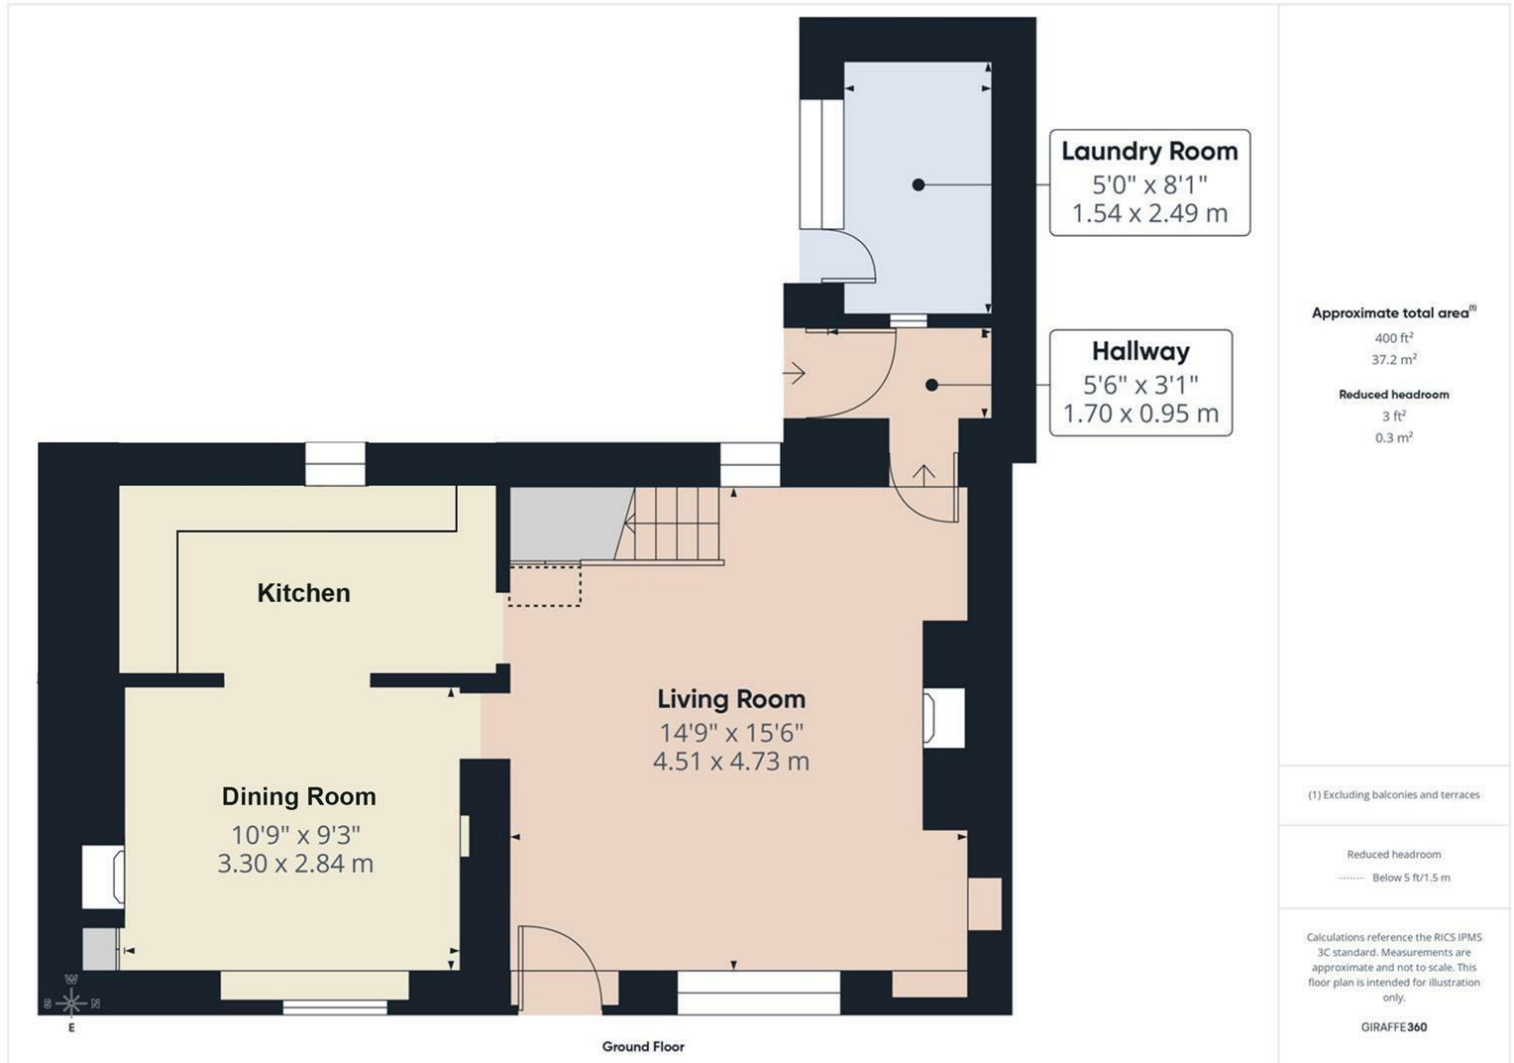 Laundry Room
5'0" x 8'1"
1.54 x 2.49 m
Hallway
5'6" x 3'1"
1.70 x 0.95 m
Kitchen
Living Room
14'9" x 15'6"
4.51 x 4.73 m
Dining Room
10'9" x 9'3"
3.30 x 2.84 m
W
S N
E
Ground Floor
Approximate total area(1)
400 ft²
37.2 m²
Reduced headroom
3 ft²
0.3 m²
(1) Excluding balconies and terraces
Reduced headroom
Below 5 ft/1.5 m
Calculations reference the RICS IPMS
3C standard. Measurements are
approximate and not to scale. This
floor plan is intended for illustration
only.
GIRAFFE360